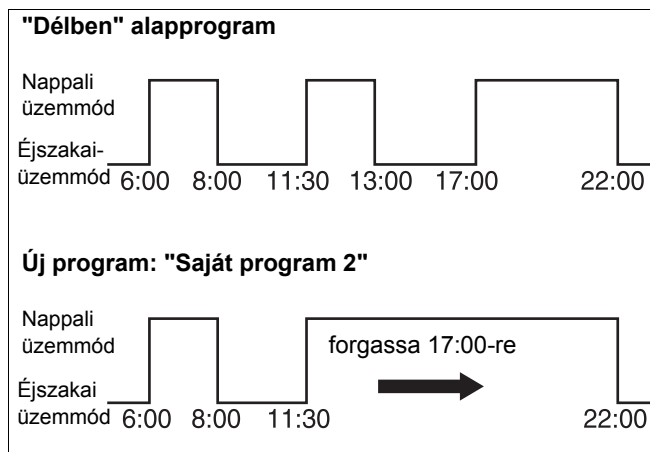 "Délben" alapprogram
Nappali
üzemmód
Éjszakai-
üzemmód
6:00 8:00 11:30 13:00 17:00 22:00
Új program: "Saját program 2"
Nappali
üzemmód
forgassa 17:00-re
Éjszakai
üzemmód
6:00 8:00 11:30 22:00